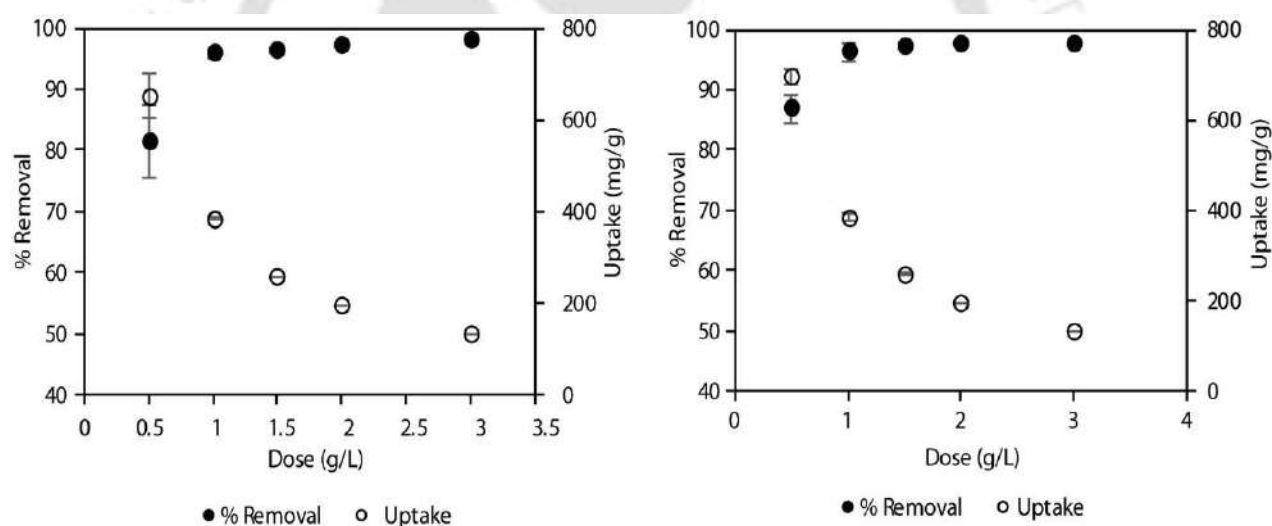 100
90
80
70
60
50
40
% Removal
800
600
400
200
0
Uptake (mg/g)
0 0.5 1 1.5 2 2.5 3 3.5
Dose (g/L)
% Removal Uptake
100
90
80
70
60
50
40
% Removal
800
600
400
200
0
Uptake (mg/g)
0 1 2 3 4
Dose (g/L)
% Removal Uptake